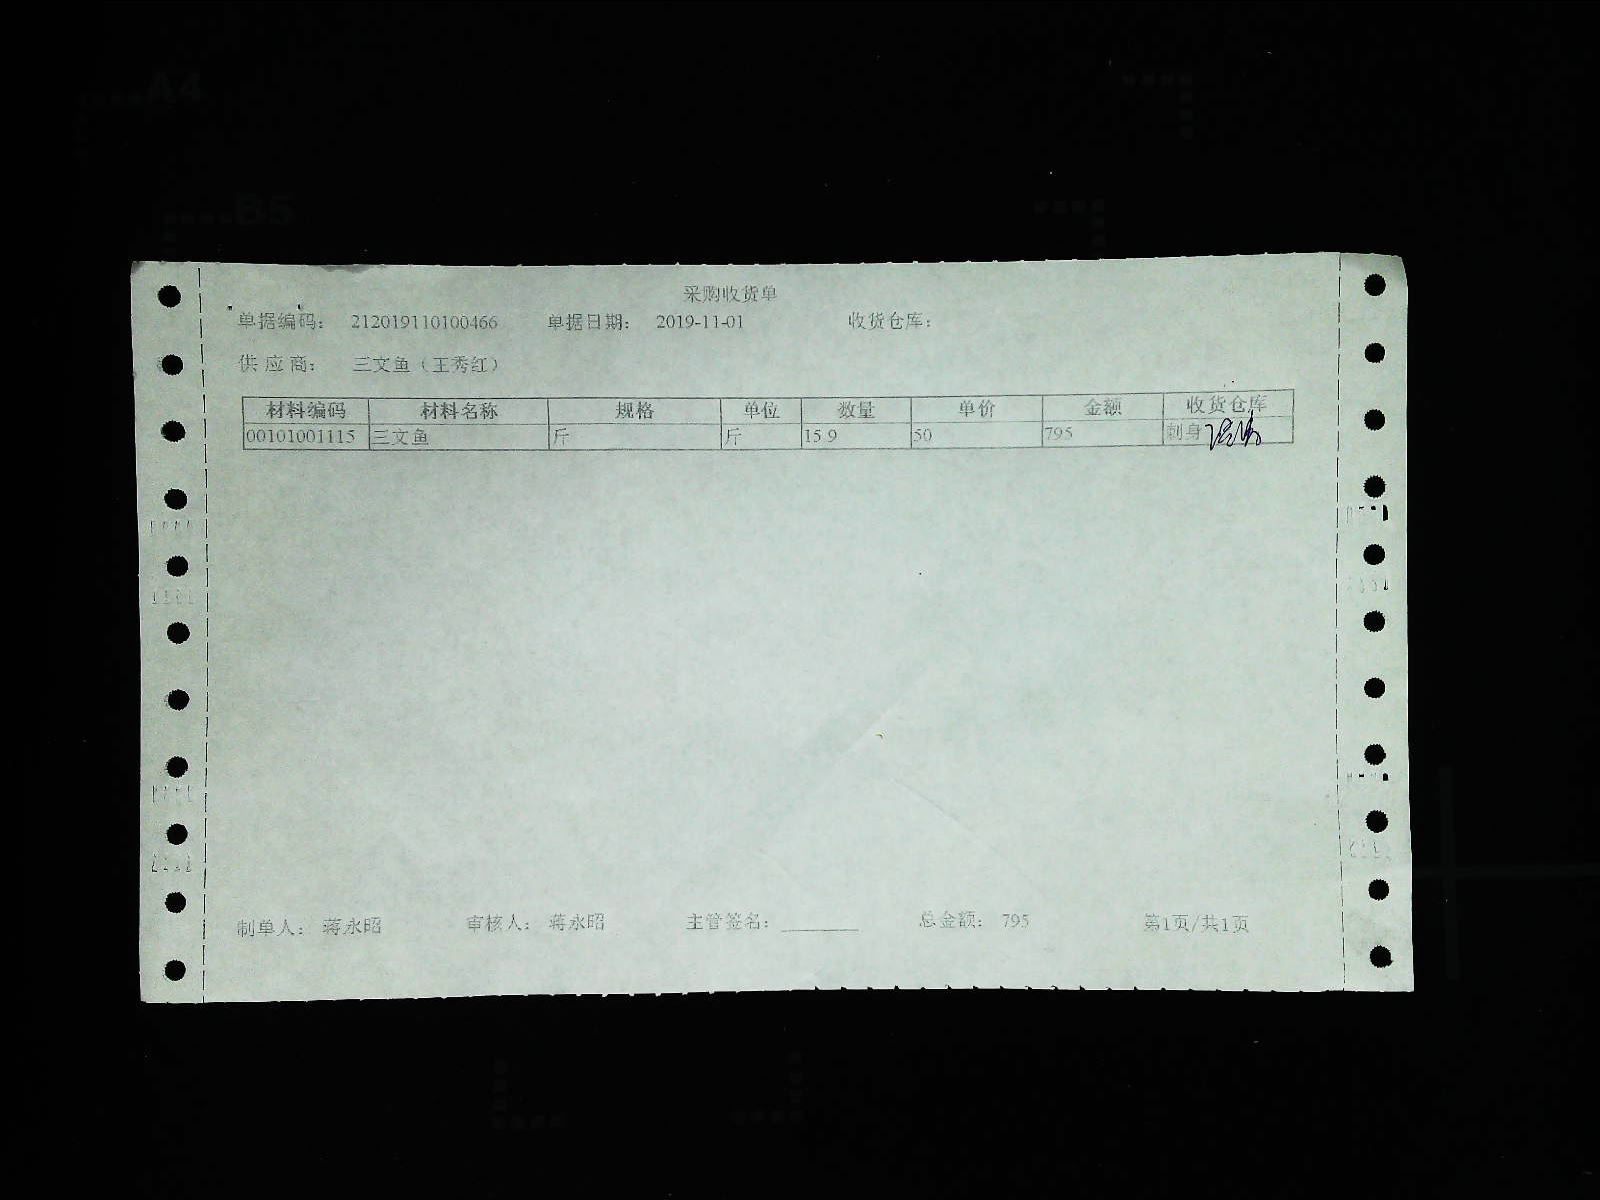 采购收货单
单据编码： 212019110100466 单据日期： 2019-11-01 收货仓库：
供 应 商： 三文鱼（王秀红）
材料编码 材料名称 规格 单位 数量 单价 金额 收货仓库
00101001115 三文鱼 斤 斤 15.9 50 795 刺身
制单人： 蒋永昭 审核人： 蒋永昭 主管签名： 总金额： 795 第1页/共1页